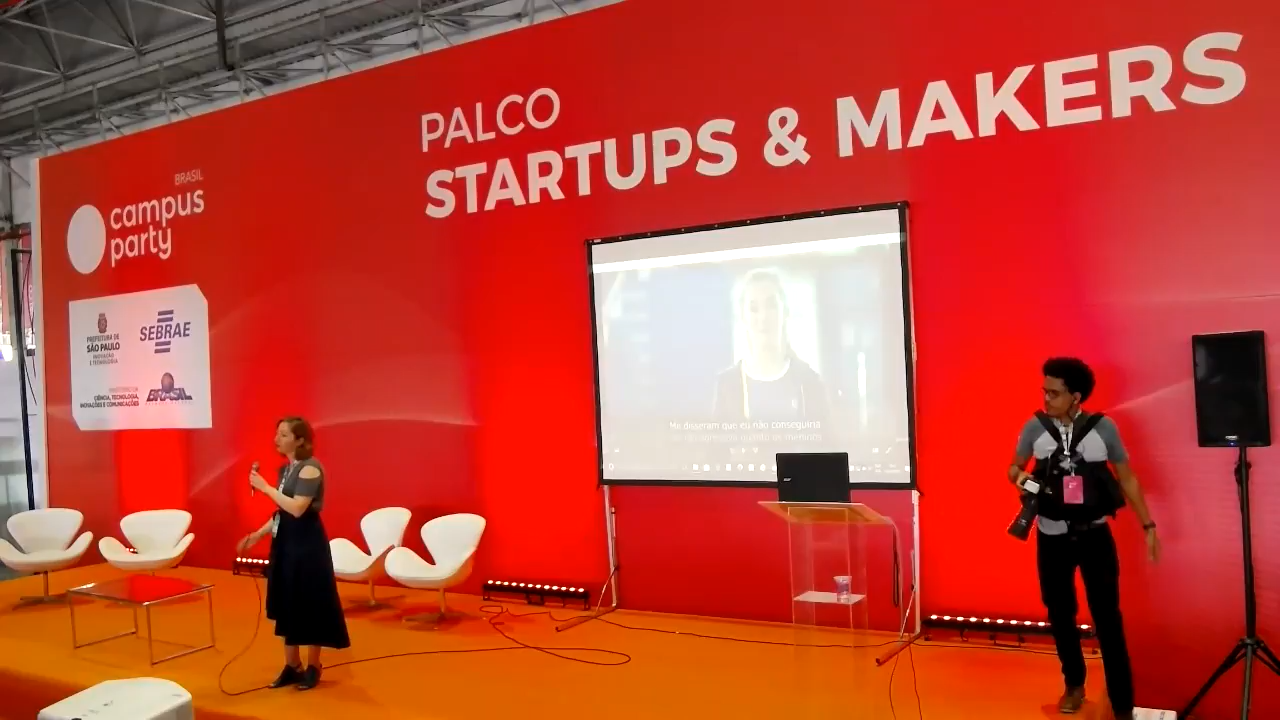 PALCO
STARTUPS & MAKERS
BRASIL
campus
party
PREFEITURA DE
SÃO PAULO
INOVAÇÃO
E TECNOLOGIA
SEBRAE
MINISTÉRIO DA
CIÊNCIA, TECNOLOGIA,
INOVAÇÕES E COMUNICAÇÕES
BRASIL
Me disseram que eu não conseguiria